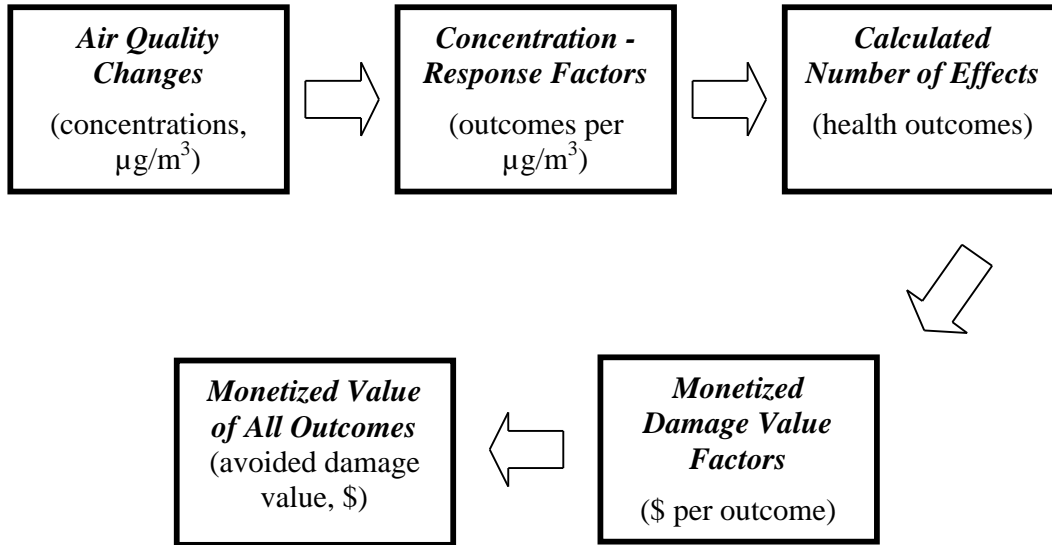 Air Quality
Changes
(concentrations,
µg/m³)
Concentration -
Response Factors
(outcomes per
µg/m³)
Calculated
Number of Effects
(health outcomes)
Monetized
Damage Value
Factors
($ per outcome)
Monetized Value
of All Outcomes
(avoided damage
value, $)